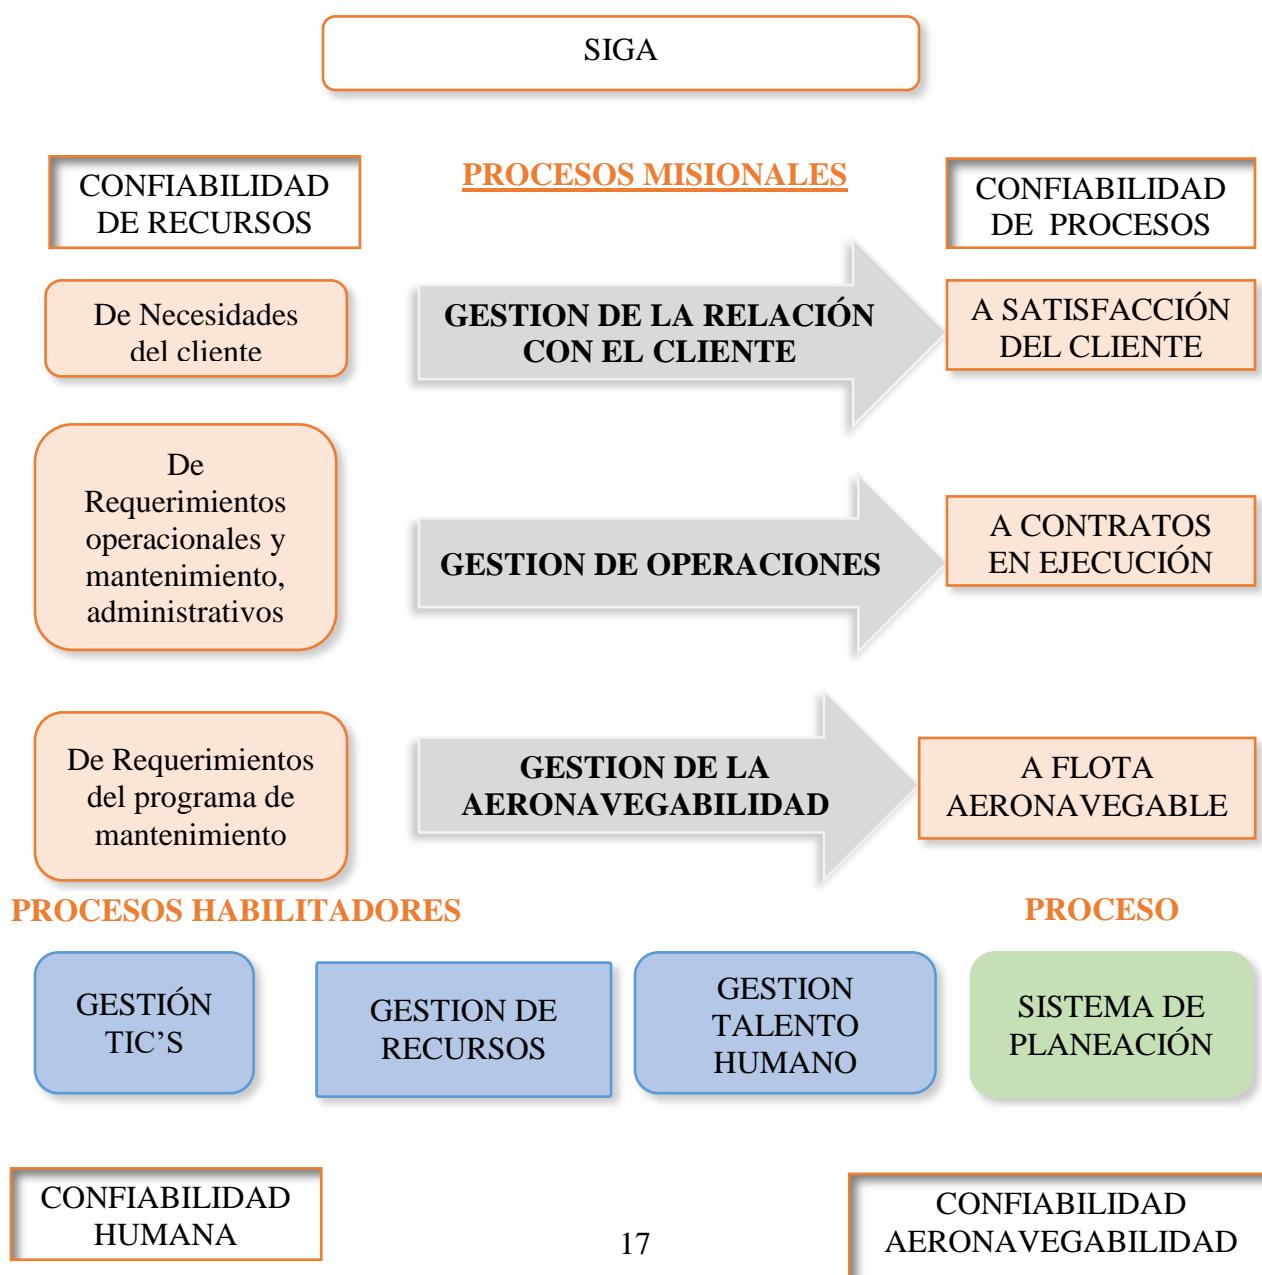 SIGA
CONFIABILIDAD
DE RECURSOS
PROCESOS MISIONALES
CONFIABILIDAD
DE PROCESOS
De Necesidades
del cliente
GESTION DE LA RELACIÓN
CON EL CLIENTE
A SATISFACCIÓN
DEL CLIENTE
De
Requerimientos
operacionales y
mantenimiento,
administrativos
GESTION DE OPERACIONES
A CONTRATOS
EN EJECUCIÓN
De Requerimientos
del programa de
mantenimiento
GESTION DE LA
AERONAVEGABILIDAD
A FLOTA
AERONAVEGABLE
PROCESOS HABILITADORES
PROCESO
GESTIÓN
TIC’S
GESTION DE
RECURSOS
GESTION
TALENTO
HUMANO
SISTEMA DE
PLANEACIÓN
CONFIABILIDAD
HUMANA
17
CONFIABILIDAD
AERONAVEGABILIDAD